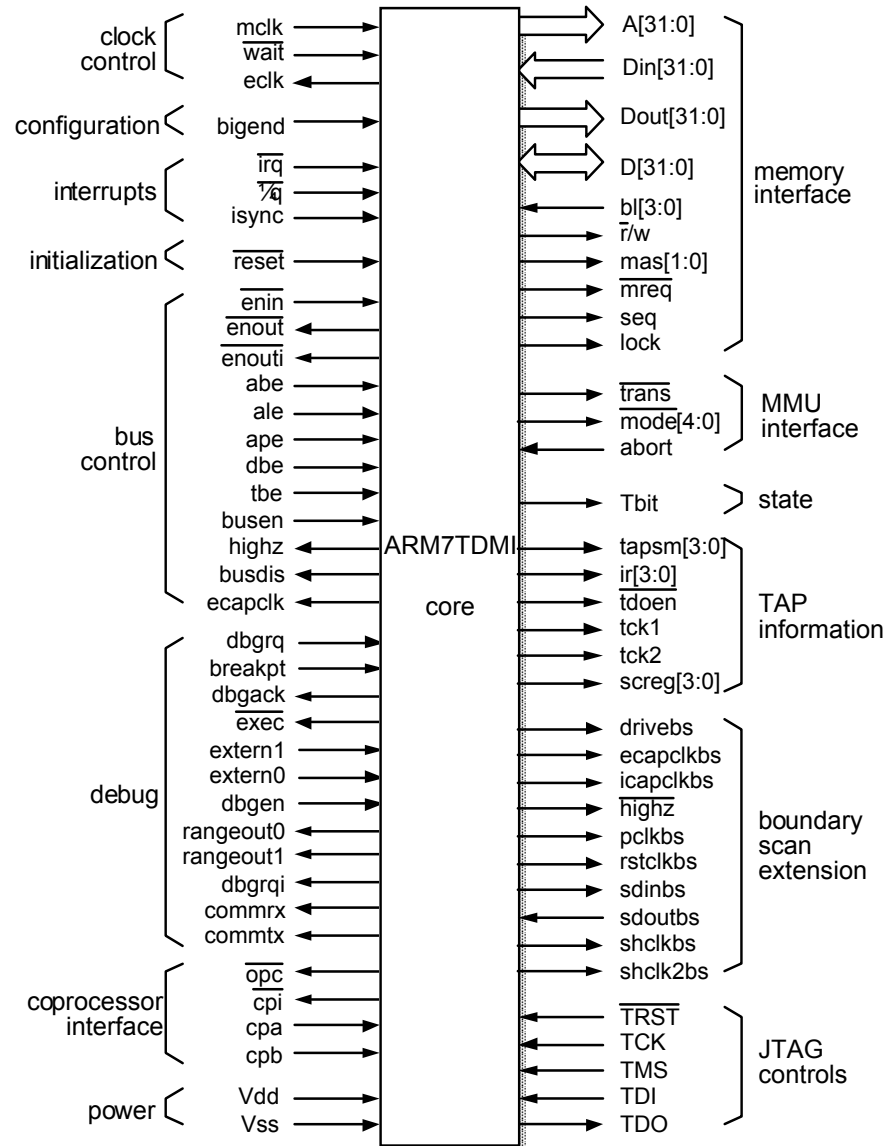 clock
control
mclk
wait
eclk
configuration
bigend
interrupts
irq
¼q
isync
initialization
reset
bus
control
enin
enout
enouti
abe
ale
ape
dbe
tbe
busen
highz
busdis
ecapclk
debug
dbgrq
breakpt
dbgack
exec
extern1
extern0
dbgen
rangeout0
rangeout1
dbgrqi
commrx
commtx
coprocessor
interface
opc
cpi
cpa
cpb
power
Vdd
Vss
ARM7TDMI
core
A[31:0]
Din[31:0]
Dout[31:0]
D[31:0]
bl[3:0]
r/w
mas[1:0]
mreq
seq
lock
memory
interface
trans
mode[4:0]
abort
MMU
interface
Tbit
state
tapsm[3:0]
ir[3:0]
tdoen
tck1
tck2
screg[3:0]
TAP
information
drivebs
ecapclkbs
icapclkbs
highz
pclkbs
rstclkbs
sdinbs
sdoutbs
shclkbs
shclk2bs
boundary
scan
extension
TRST
TCK
TMS
TDI
TDO
JTAG
controls